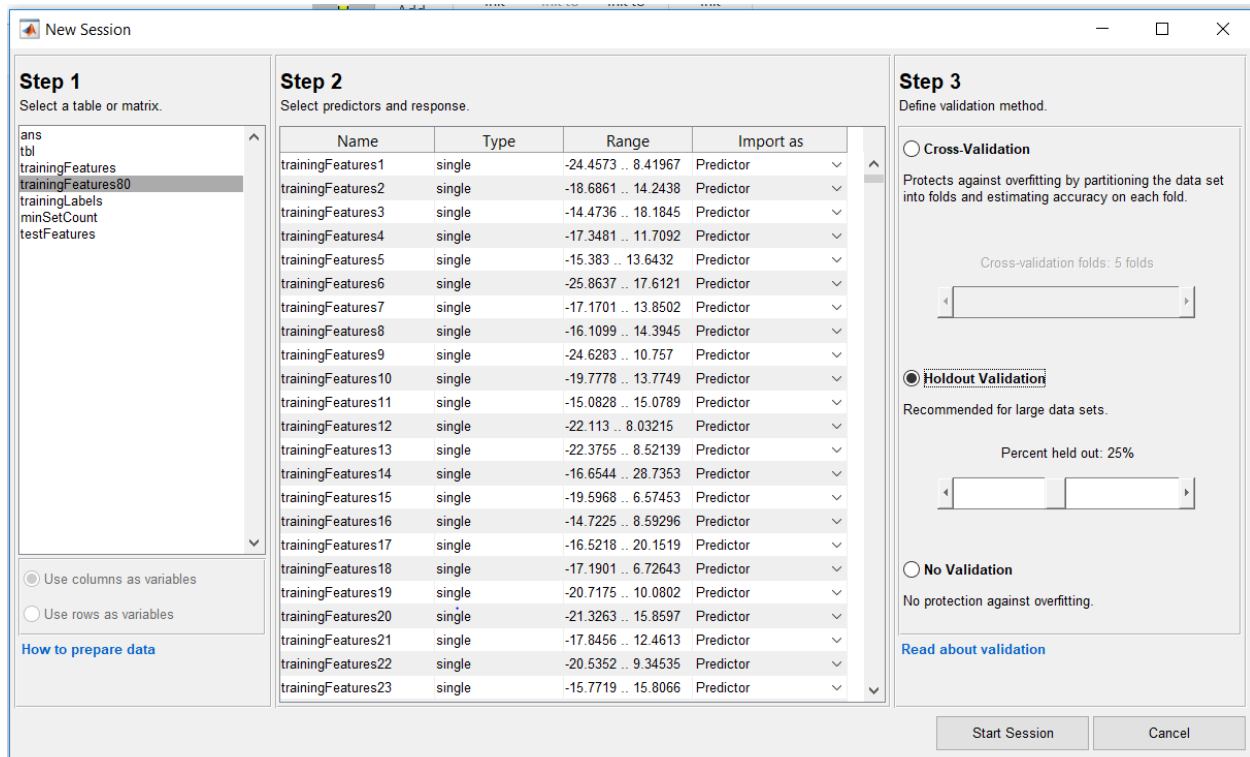 New Session
Step 1
Select a table or matrix.
ans
tbl
trainingFeatures
trainingFeatures80
trainingLabels
minSetCount
testFeatures
Use columns as variables
Use rows as variables
How to prepare data
Step 2
Select predictors and response.
Name Type Range Import as
trainingFeatures1 single -24.4573 .. 8.41967 Predictor
trainingFeatures2 single -18.6861 .. 14.2438 Predictor
trainingFeatures3 single -14.4736 .. 18.1845 Predictor
trainingFeatures4 single -17.3481 .. 11.7092 Predictor
trainingFeatures5 single -15.383 .. 13.6432 Predictor
trainingFeatures6 single -25.8637 .. 17.6121 Predictor
trainingFeatures7 single -17.1701 .. 13.8502 Predictor
trainingFeatures8 single -16.1099 .. 14.3945 Predictor
trainingFeatures9 single -24.6283 .. 10.757 Predictor
trainingFeatures10 single -19.7778 .. 13.7749 Predictor
trainingFeatures11 single -15.0828 .. 15.0789 Predictor
trainingFeatures12 single -22.113 .. 8.03215 Predictor
trainingFeatures13 single -22.3755 .. 8.52139 Predictor
trainingFeatures14 single -16.6544 .. 28.7353 Predictor
trainingFeatures15 single -19.5968 .. 6.57453 Predictor
trainingFeatures16 single -14.7225 .. 8.59296 Predictor
trainingFeatures17 single -16.5218 .. 20.1519 Predictor
trainingFeatures18 single -17.1901 .. 6.72643 Predictor
trainingFeatures19 single -20.7175 .. 10.0802 Predictor
trainingFeatures20 single -21.3263 .. 15.8597 Predictor
trainingFeatures21 single -17.8456 .. 12.4613 Predictor
trainingFeatures22 single -20.5352 .. 9.34535 Predictor
trainingFeatures23 single -15.7719 .. 15.8066 Predictor
Step 3
Define validation method.
Cross-Validation
Protects against overfitting by partitioning the data set
into folds and estimating accuracy on each fold.
Cross-validation folds: 5 folds
Holdout Validation
Recommended for large data sets.
Percent held out: 25%
No Validation
No protection against overfitting.
Read about validation
Start Session Cancel